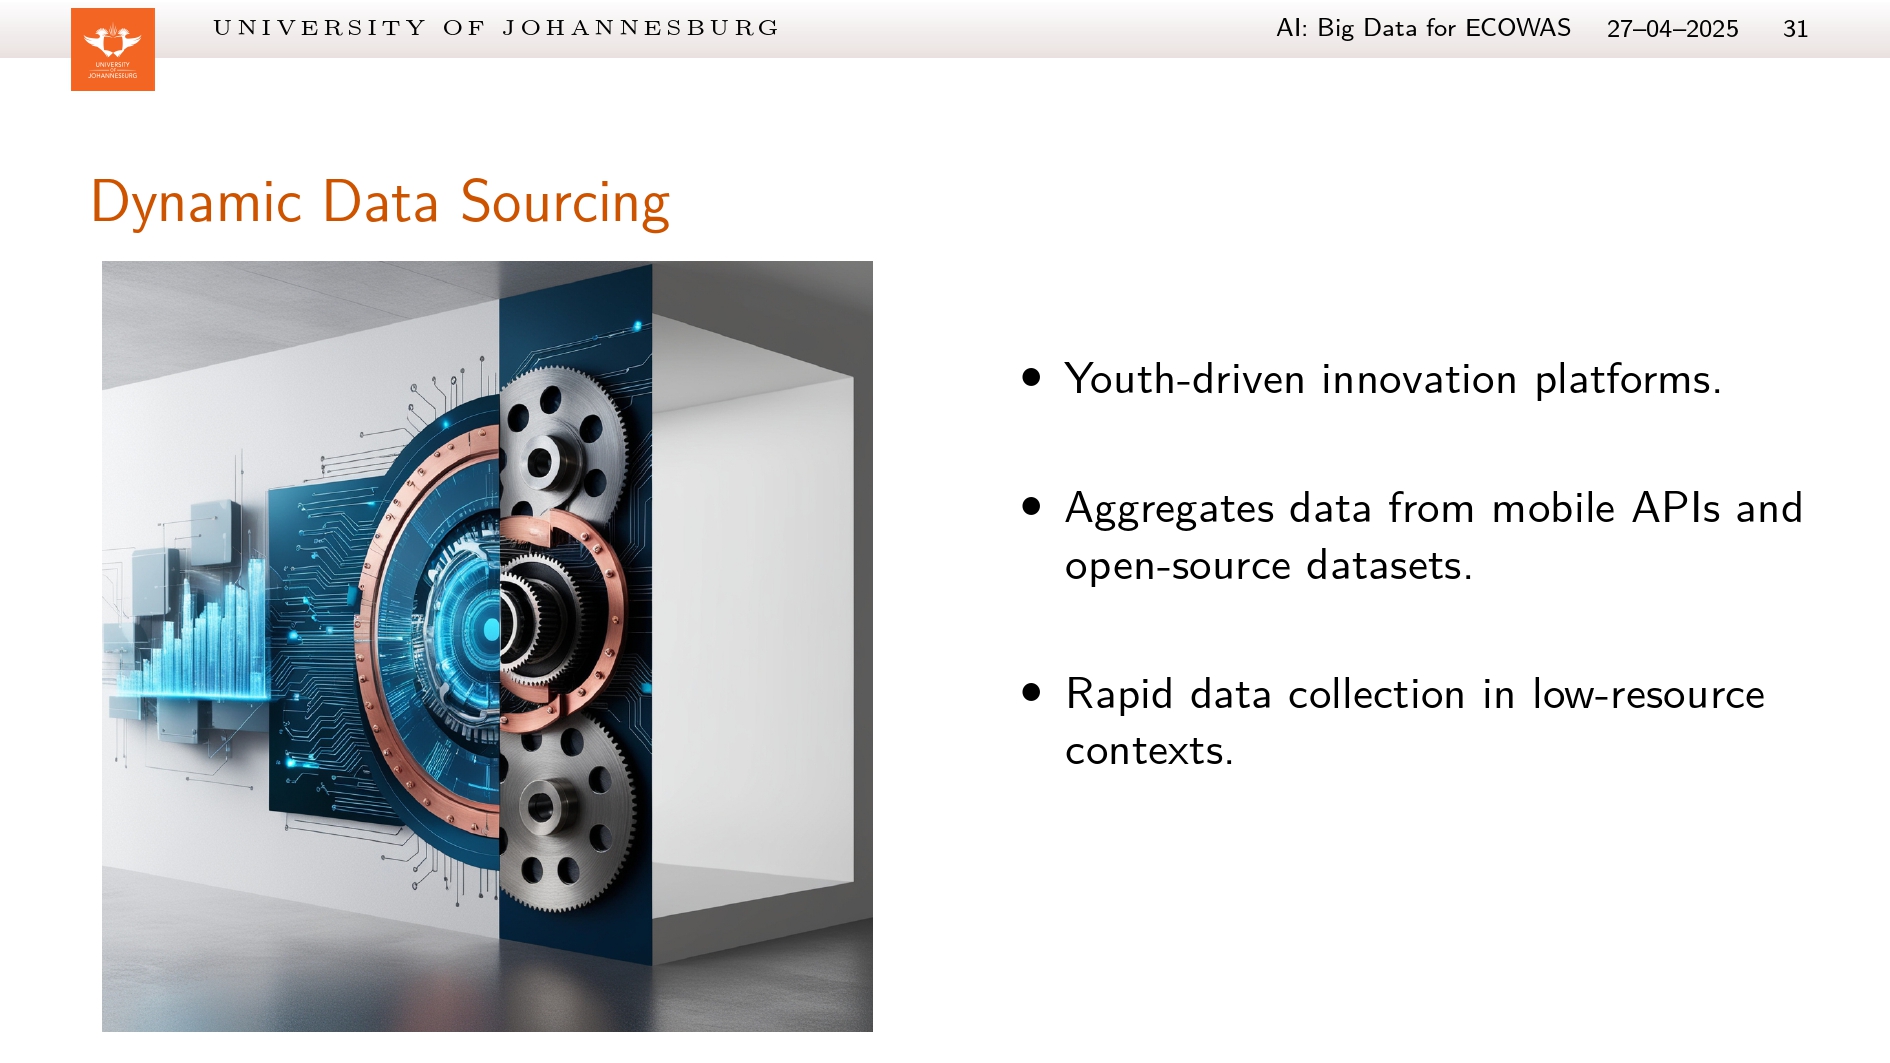 UNIVERSITY OF JOHANNESBURG
AI: Big Data for ECOWAS 27–04–2025 31
UNIVERSITY
OF
JOHANNESBURG
Dynamic Data Sourcing
• Youth-driven innovation platforms.
• Aggregates data from mobile APIs and
open-source datasets.
• Rapid data collection in low-resource
contexts.